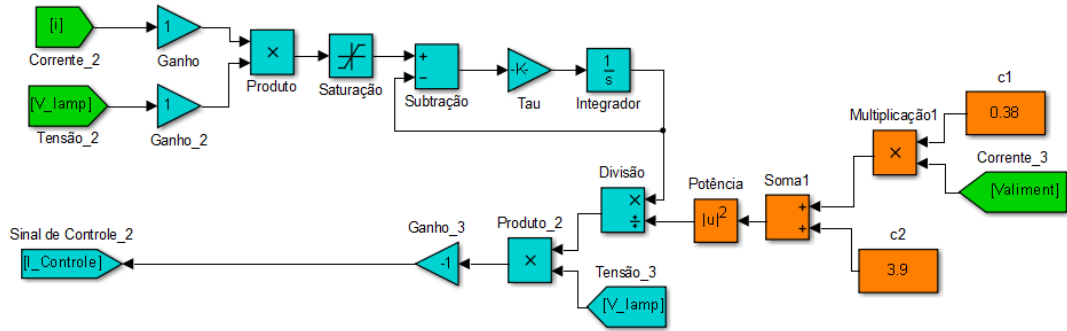 [i]
Corrente_2
1
Ganho
[V_lamp]
Tensão_2
1
Ganho_2
×
Produto
Saturação
+
−
Subtração
-K-
Tau
1
s
Integrador
c1
0.38
Multiplicação1
×
Corrente_3
[Valiment]
Divisão
×
÷
Potência
|u|2
Soma1
+
+
c2
3.9
Sinal de Controle_2
[I_Controle]
Ganho_3
-1
Produto_2
×
Tensão_3
[V_lamp]